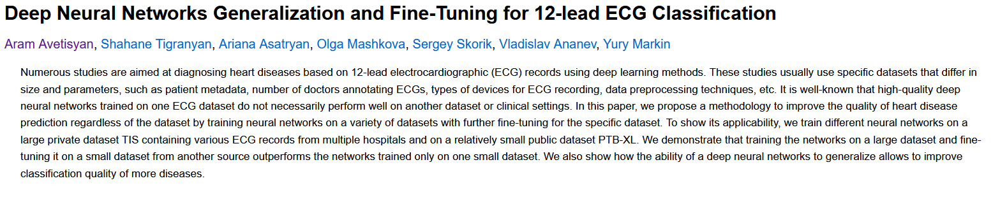 Deep Neural Networks Generalization and Fine-Tuning for 12-lead ECG Classification
Aram Avetisyan, Shahane Tigranyan, Ariana Asatryan, Olga Mashkova, Sergey Skorik, Vladislav Ananev, Yury Markin
Numerous studies are aimed at diagnosing heart diseases based on 12-lead electrocardiographic (ECG) records using deep learning methods. These studies usually use specific datasets that differ in
size and parameters, such as patient metadata, number of doctors annotating ECGs, types of devices for ECG recording, data preprocessing techniques, etc. It is well-known that high-quality deep
neural networks trained on one ECG dataset do not necessarily perform well on another dataset or clinical settings. In this paper, we propose a methodology to improve the quality of heart disease
prediction regardless of the dataset by training neural networks on a variety of datasets with further fine-tuning for the specific dataset. To show its applicability, we train different neural networks on a
large private dataset TIS containing various ECG records from multiple hospitals and on a relatively small public dataset PTB-XL. We demonstrate that training the networks on a large dataset and fine-
tuning it on a small dataset from another source outperforms the networks trained only on one small dataset. We also show how the ability of a deep neural networks to generalize allows to improve
classification quality of more diseases.